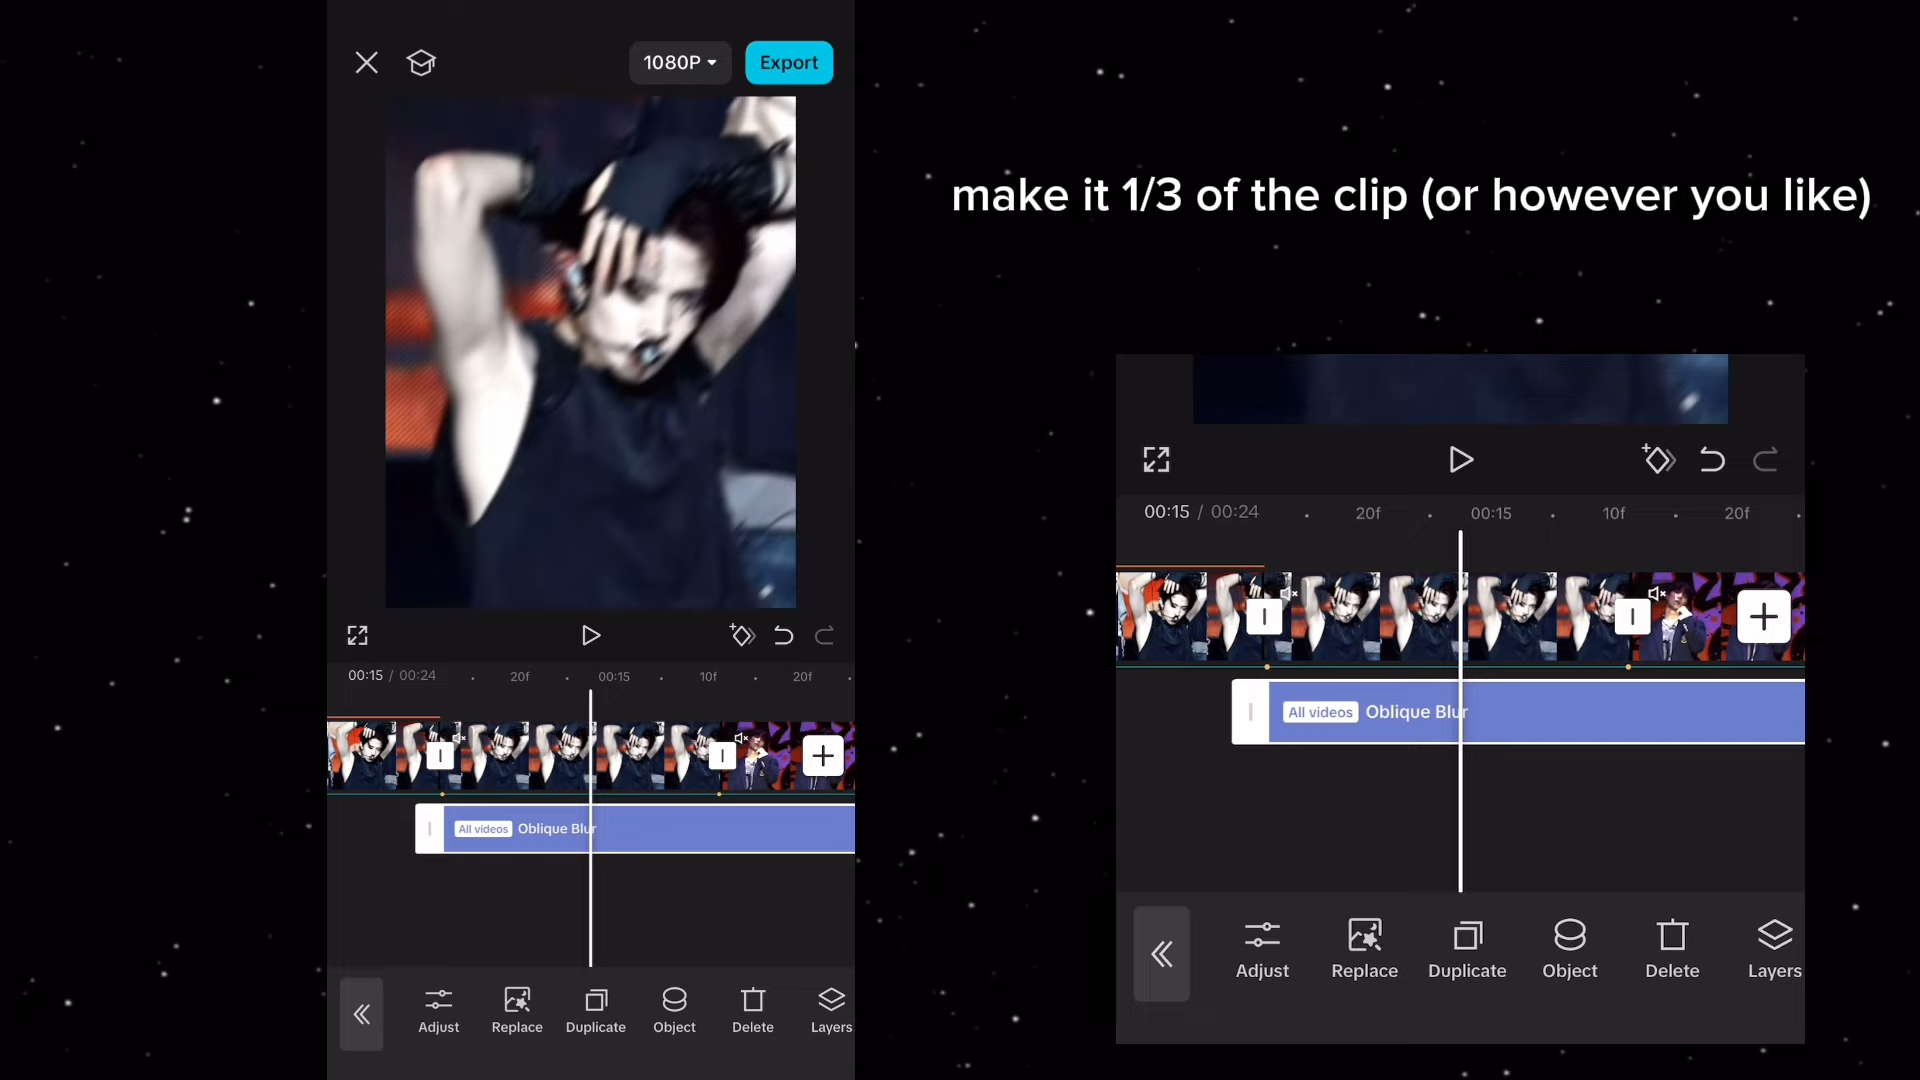 1080P
Export
make it 1/3 of the clip (or however you like)
00:15 / 00:24
20f
00:15
10f
20f
All videos
Oblique Blur
Adjust
Replace
Duplicate
Object
Delete
Layers
00:15 / 00:24
20f
00:15
10f
20f
All videos
Oblique Blur
Adjust
Replace
Duplicate
Object
Delete
Layers